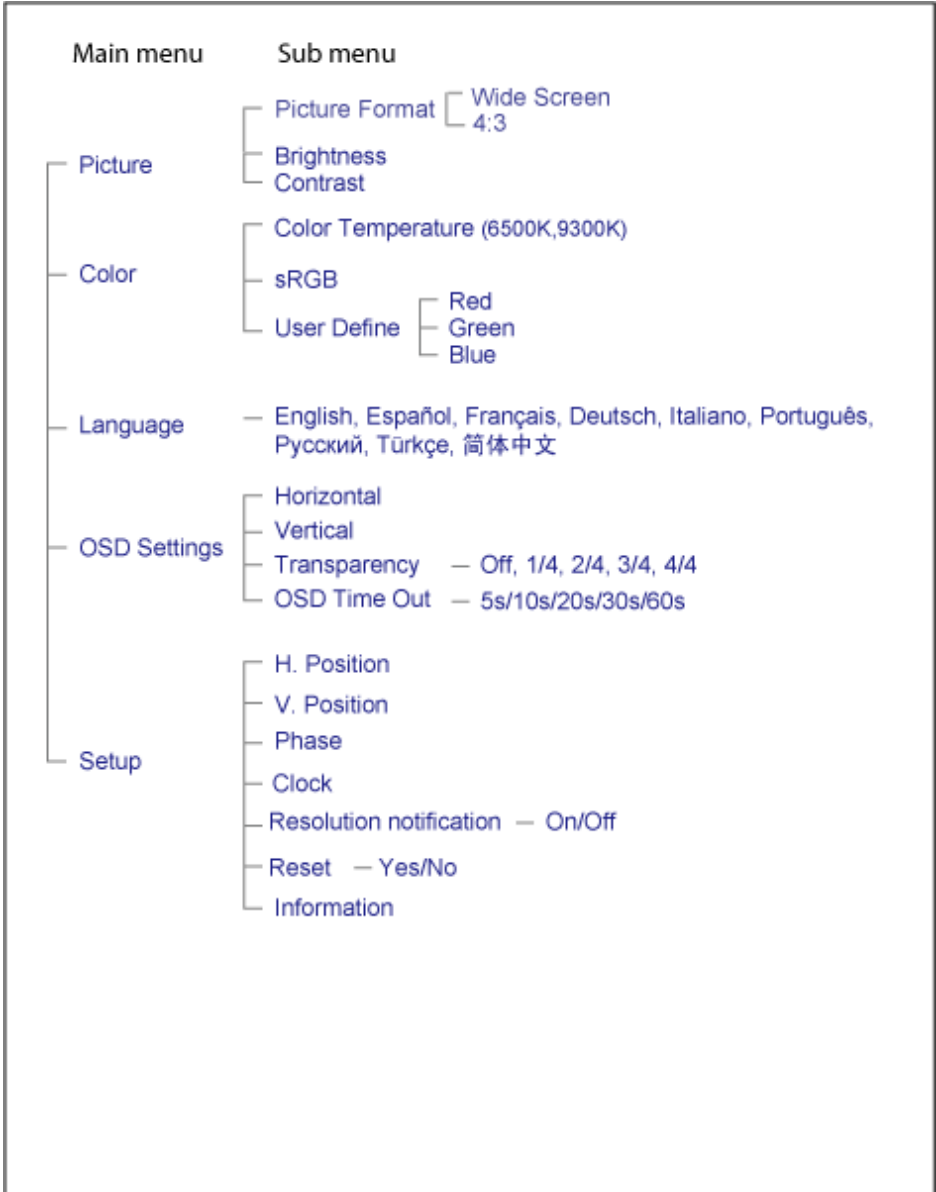 Main menu Sub menu
Picture Format Wide Screen
4:3
Picture Brightness
Contrast
Color Temperature (6500K,9300K)
Color sRGB
User Define Red
Green
Blue
Language English, Español, Français, Deutsch, Italiano, Português,
Русский, Türkçe, 简体中文
Horizontal
Vertical
OSD Settings
Transparency — Off, 1/4, 2/4, 3/4, 4/4
OSD Time Out — 5s/10s/20s/30s/60s
H. Position
V. Position
Phase
Setup
Clock
Resolution notification — On/Off
Reset — Yes/No
Information